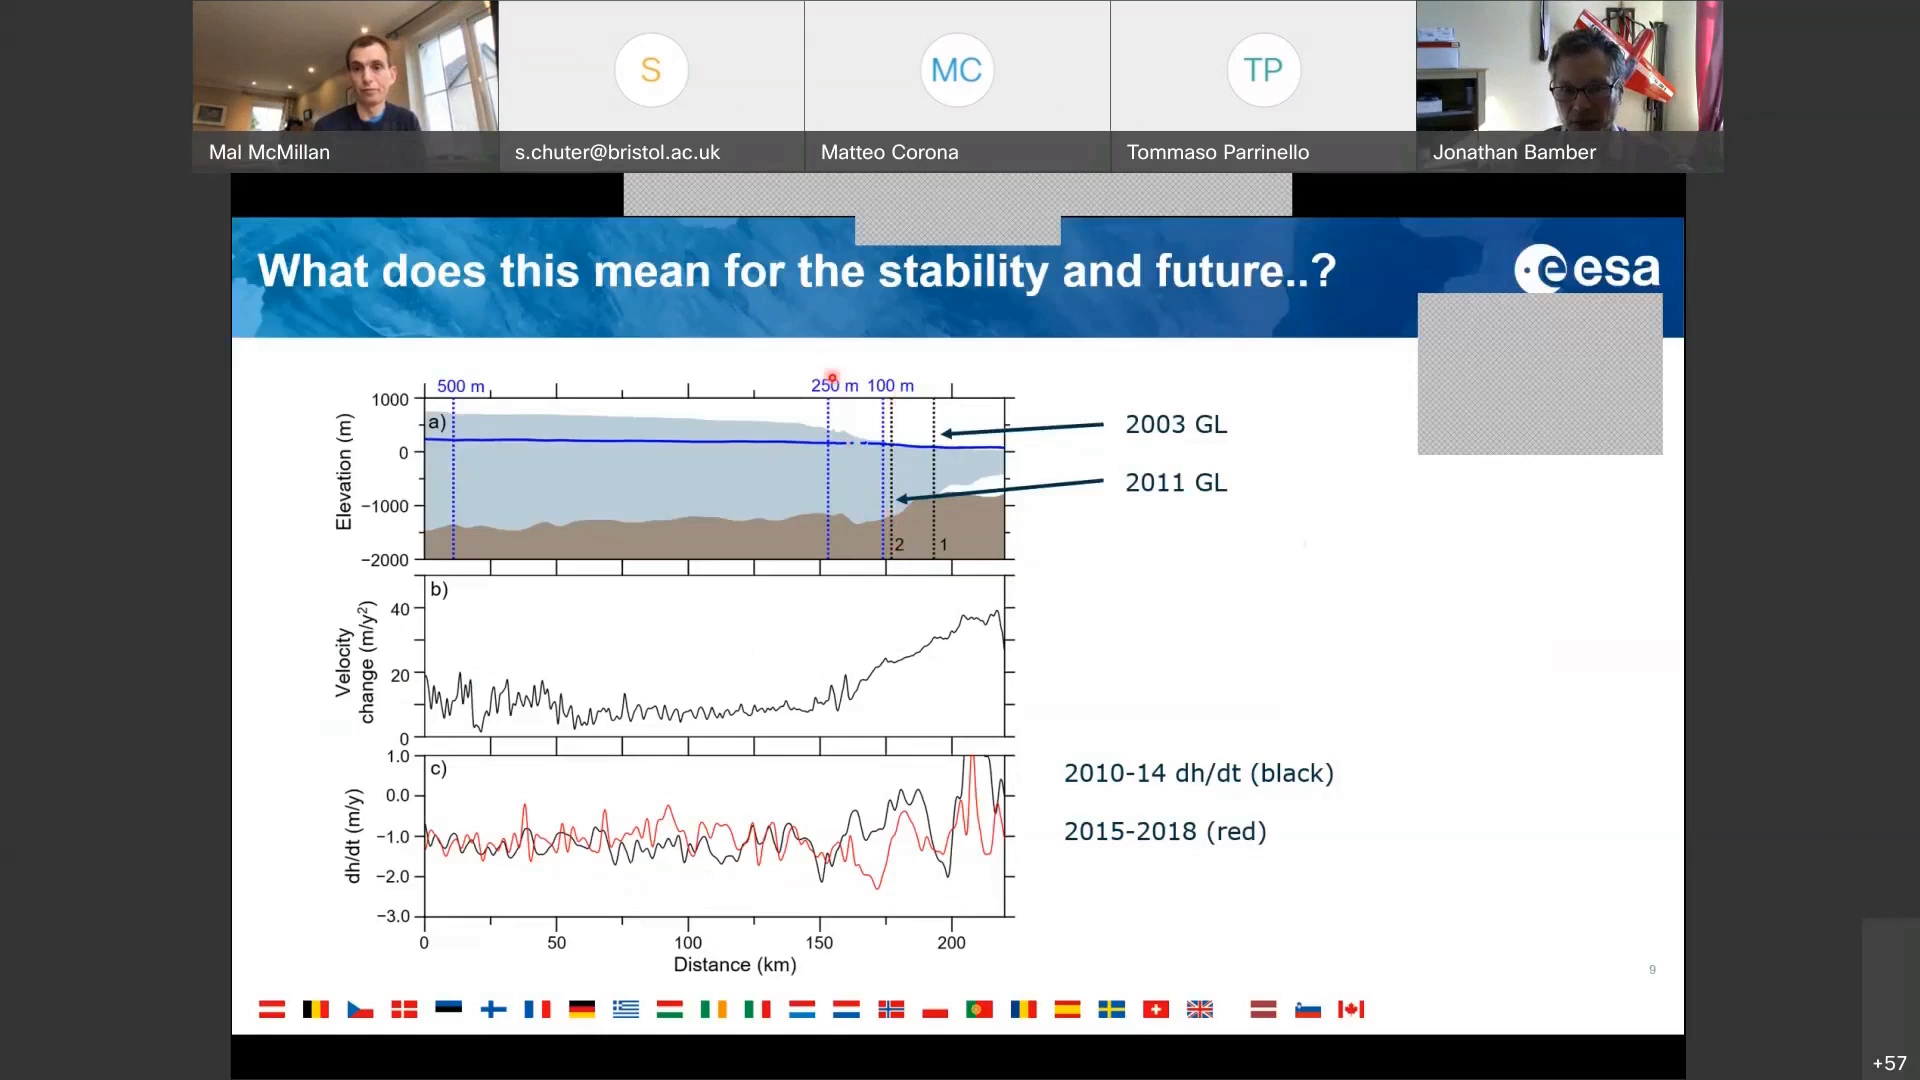 S
MC
TP
Mal McMillan
s.chuter@bristol.ac.uk
Matteo Corona
Tommaso Parrinello
Jonathan Bamber
What does this mean for the stability and future..?
esa
500 m
250 m
100 m
2003 GL
2011 GL
a)
1000
0
−1000
−2000
Elevation (m)
2
1
b)
40
20
0
Velocity
change (m/y²)
c)
1.0
0.0
−1.0
−2.0
−3.0
dh/dt (m/y)
0
50
100
150
200
Distance (km)
2010-14 dh/dt (black)
2015-2018 (red)
9
+57